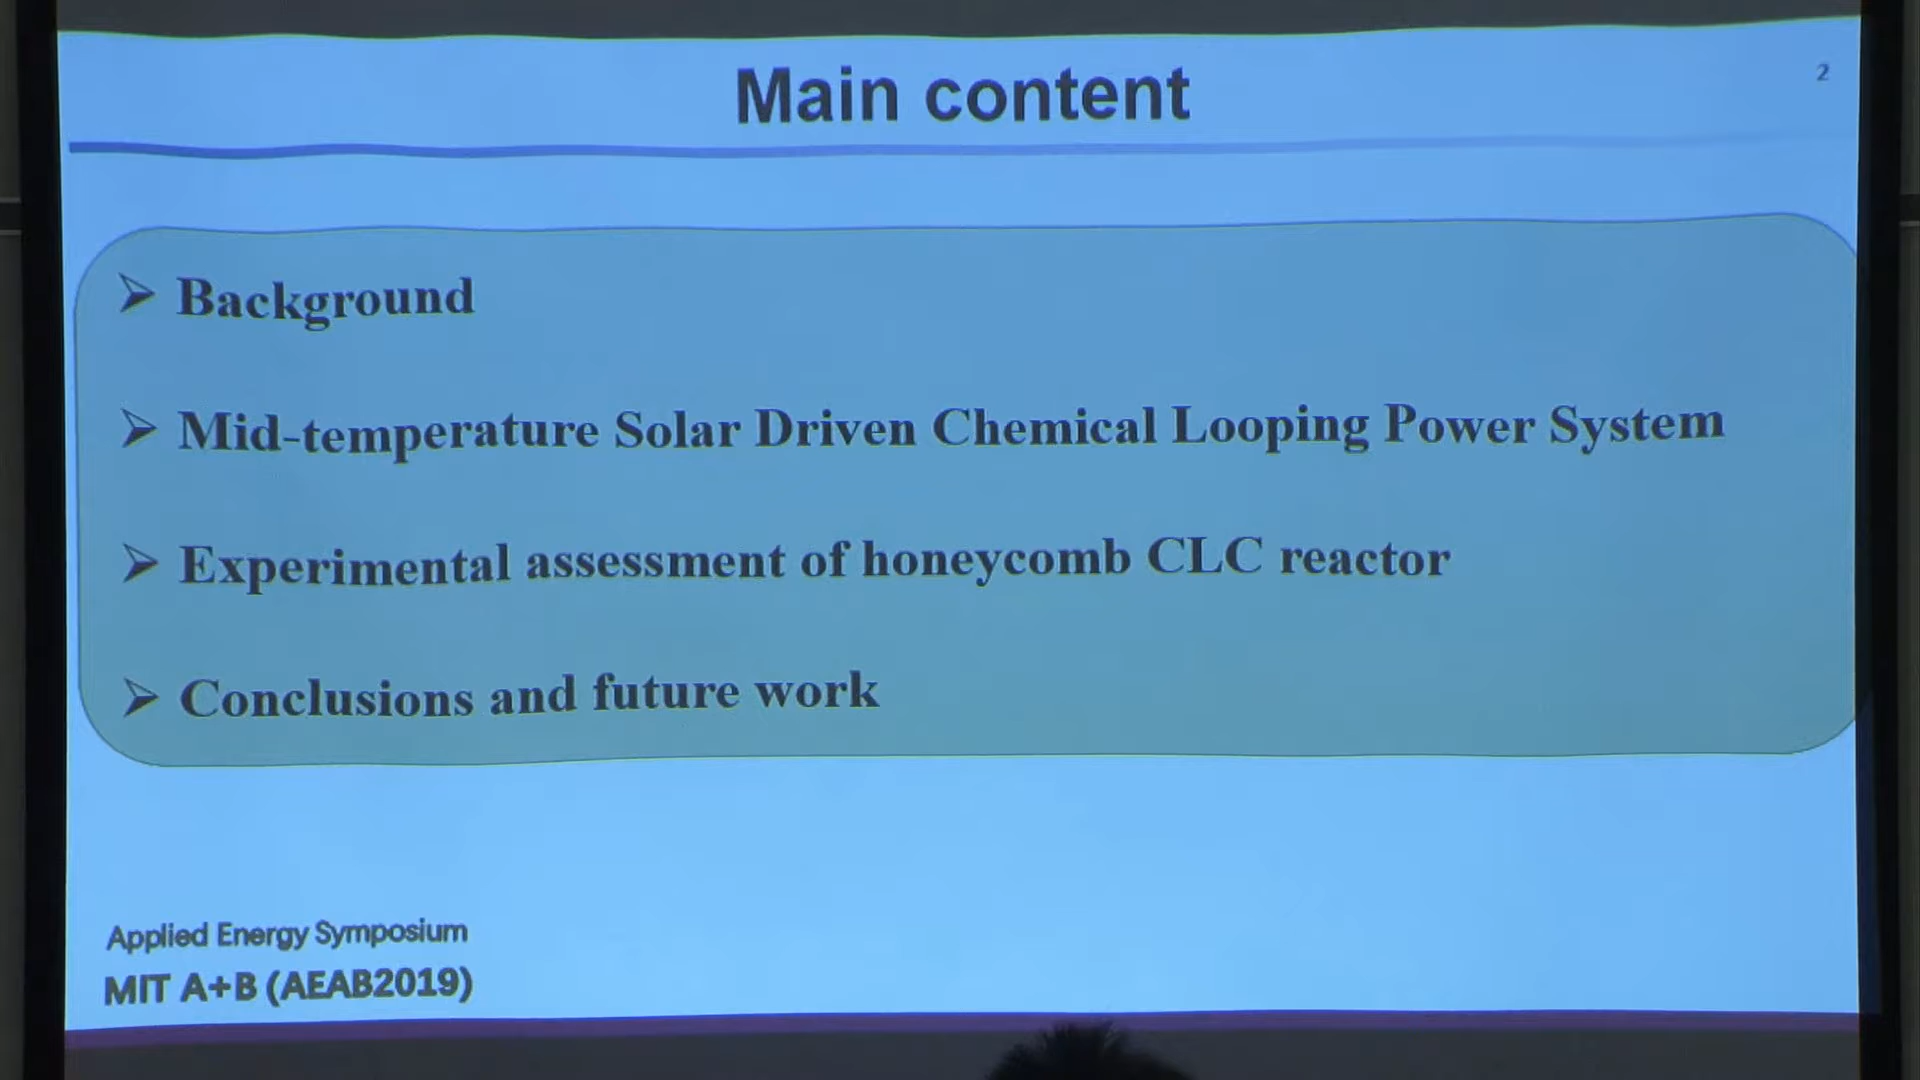 Main content
2
Background
Mid-temperature Solar Driven Chemical Looping Power System
Experimental assessment of honeycomb CLC reactor
Conclusions and future work
Applied Energy Symposium
MIT A+B (AEAB2019)